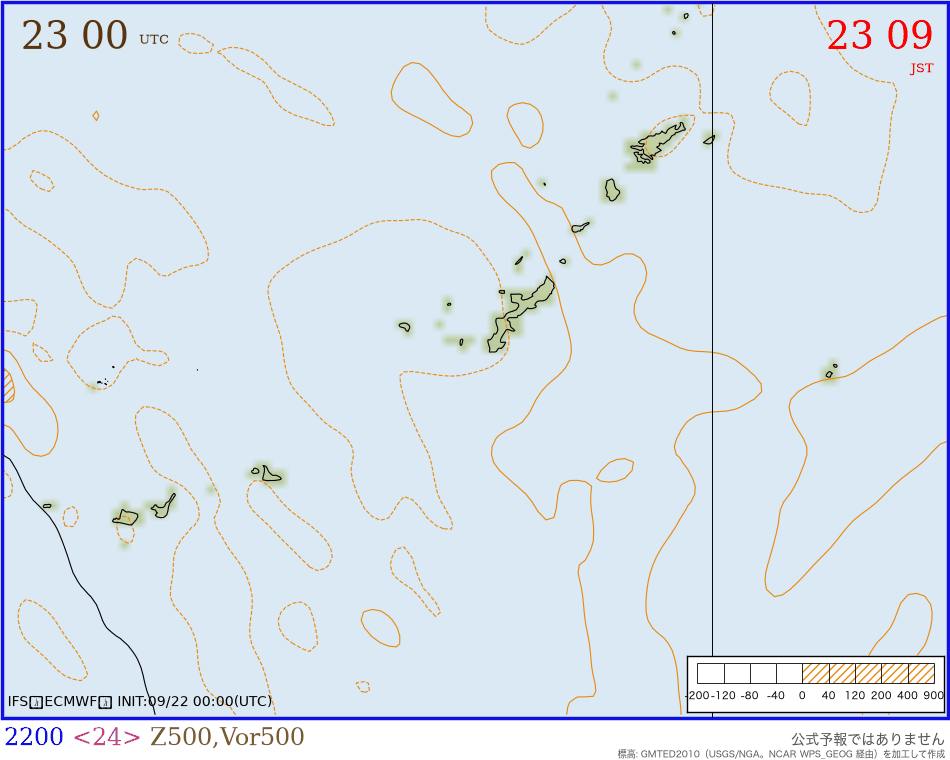 23 00 UTC
23 09
JST
IFS ECMWF INIT:09/22 00:00(UTC)
-200 -120 -80 -40 0 40 120 200 400 900
2200 <24> Z500,Vor500
公式予報ではありません
標高: GMTED2010（USGS/NGA。NCAR WPS_GEOG 経由）を加工して作成